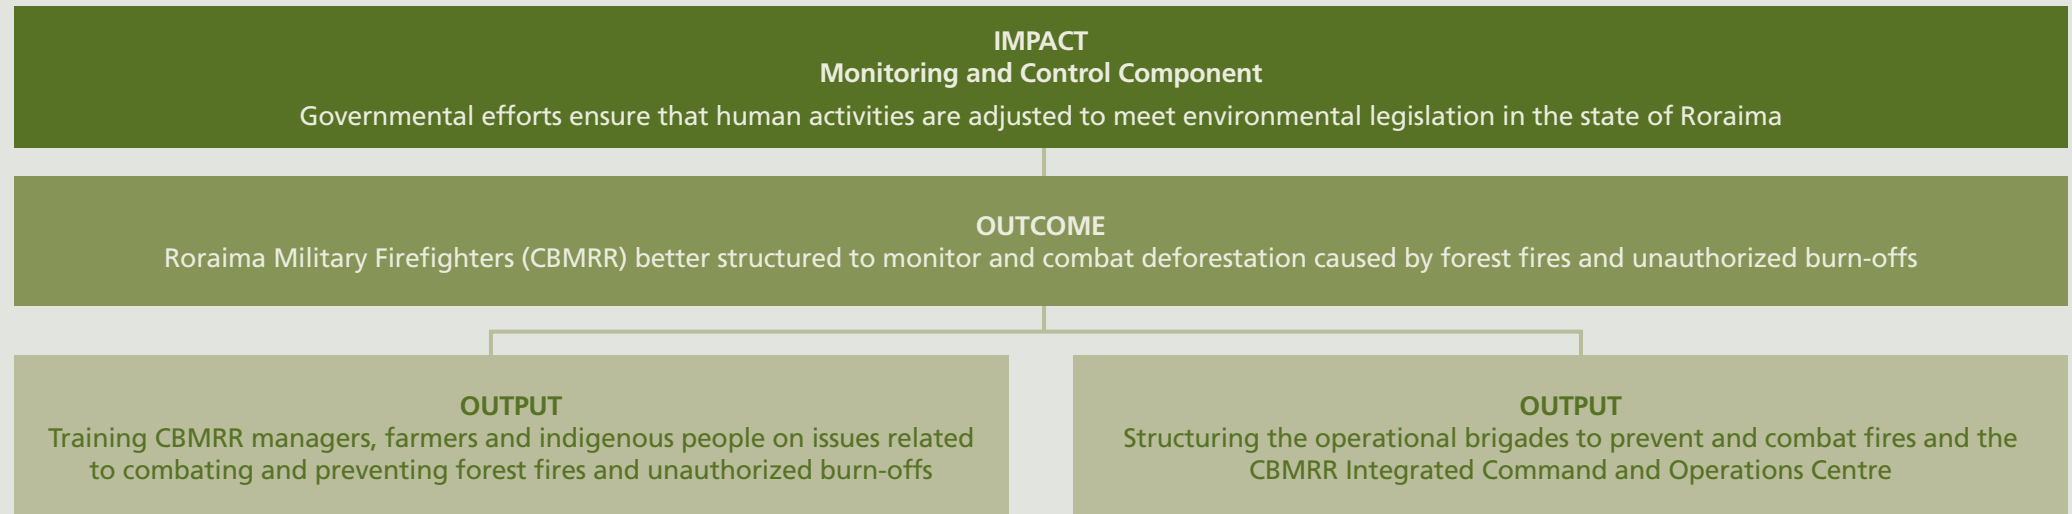 IMPACT
Monitoring and Control Component
Governmental efforts ensure that human activities are adjusted to meet environmental legislation in the state of Roraima
OUTCOME
Roraima Military Firefighters (CBMRR) better structured to monitor and combat deforestation caused by forest fires and unauthorized burn-offs
OUTPUT
Training CBMRR managers, farmers and indigenous people on issues related
to combating and preventing forest fires and unauthorized burn-offs
OUTPUT
Structuring the operational brigades to prevent and combat fires and the
CBMRR Integrated Command and Operations Centre